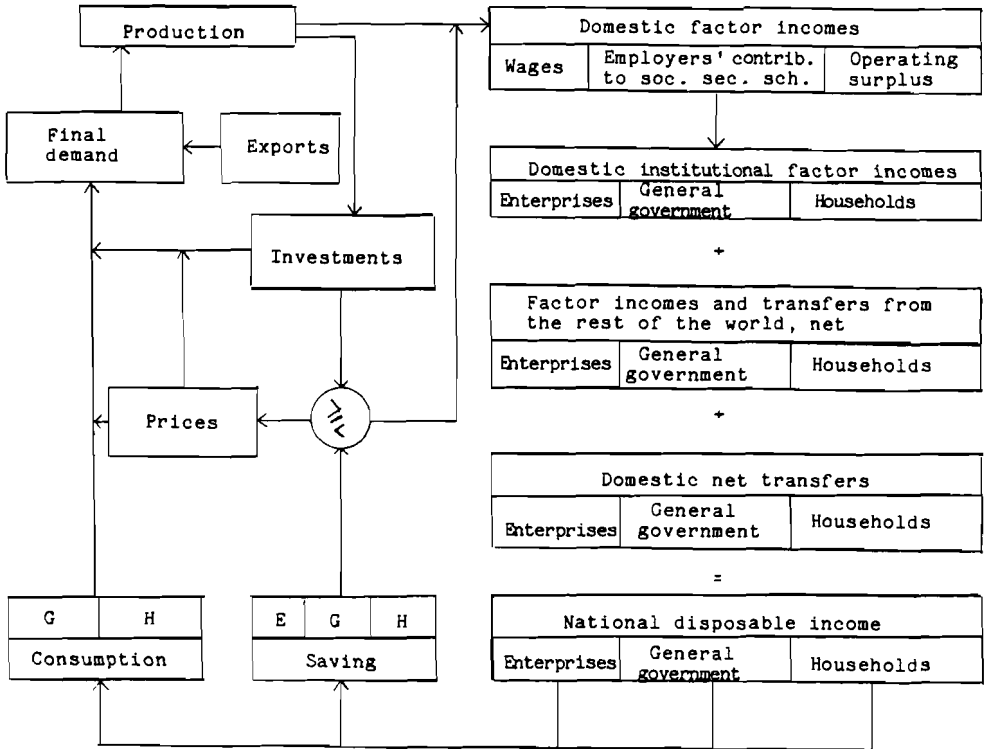 Production
Final
demand
Exports
Investments
Prices
G H
Consumption
E G H
Saving
Domestic factor incomes
Wages Employers' contrib. to soc. sec. sch. Operating surplus
Domestic institutional factor incomes
Enterprises General government Households
+
Factor incomes and transfers from
the rest of the world, net
Enterprises General government Households
+
Domestic net transfers
Enterprises General government Households
=
National disposable income
Enterprises General government Households